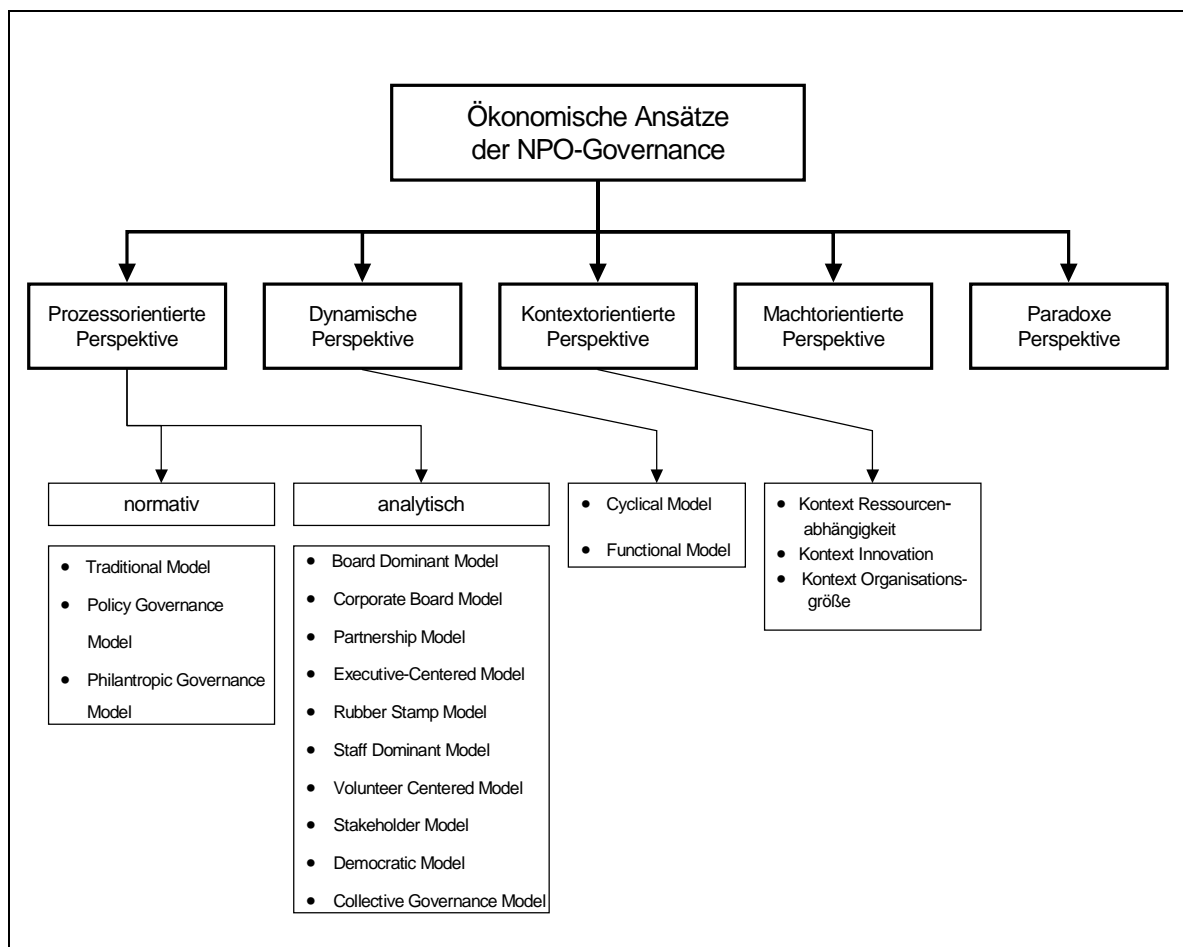 Ökonomische Ansätze
der NPO-Governance
Prozessorientierte
Perspektive
Dynamische
Perspektive
Kontextorientierte
Perspektive
Machtorientierte
Perspektive
Paradoxe
Perspektive
normativ
• Traditional Model
• Policy Governance
Model
• Philantropic Governance
Model
analytisch
• Board Dominant Model
• Corporate Board Model
• Partnership Model
• Executive-Centered Model
• Rubber Stamp Model
• Staff Dominant Model
• Volunteer Centered Model
• Stakeholder Model
• Democratic Model
• Collective Governance Model
• Cyclical Model
• Functional Model
• Kontext Ressourcen-
abhängigkeit
• Kontext Innovation
• Kontext Organisations-
größe